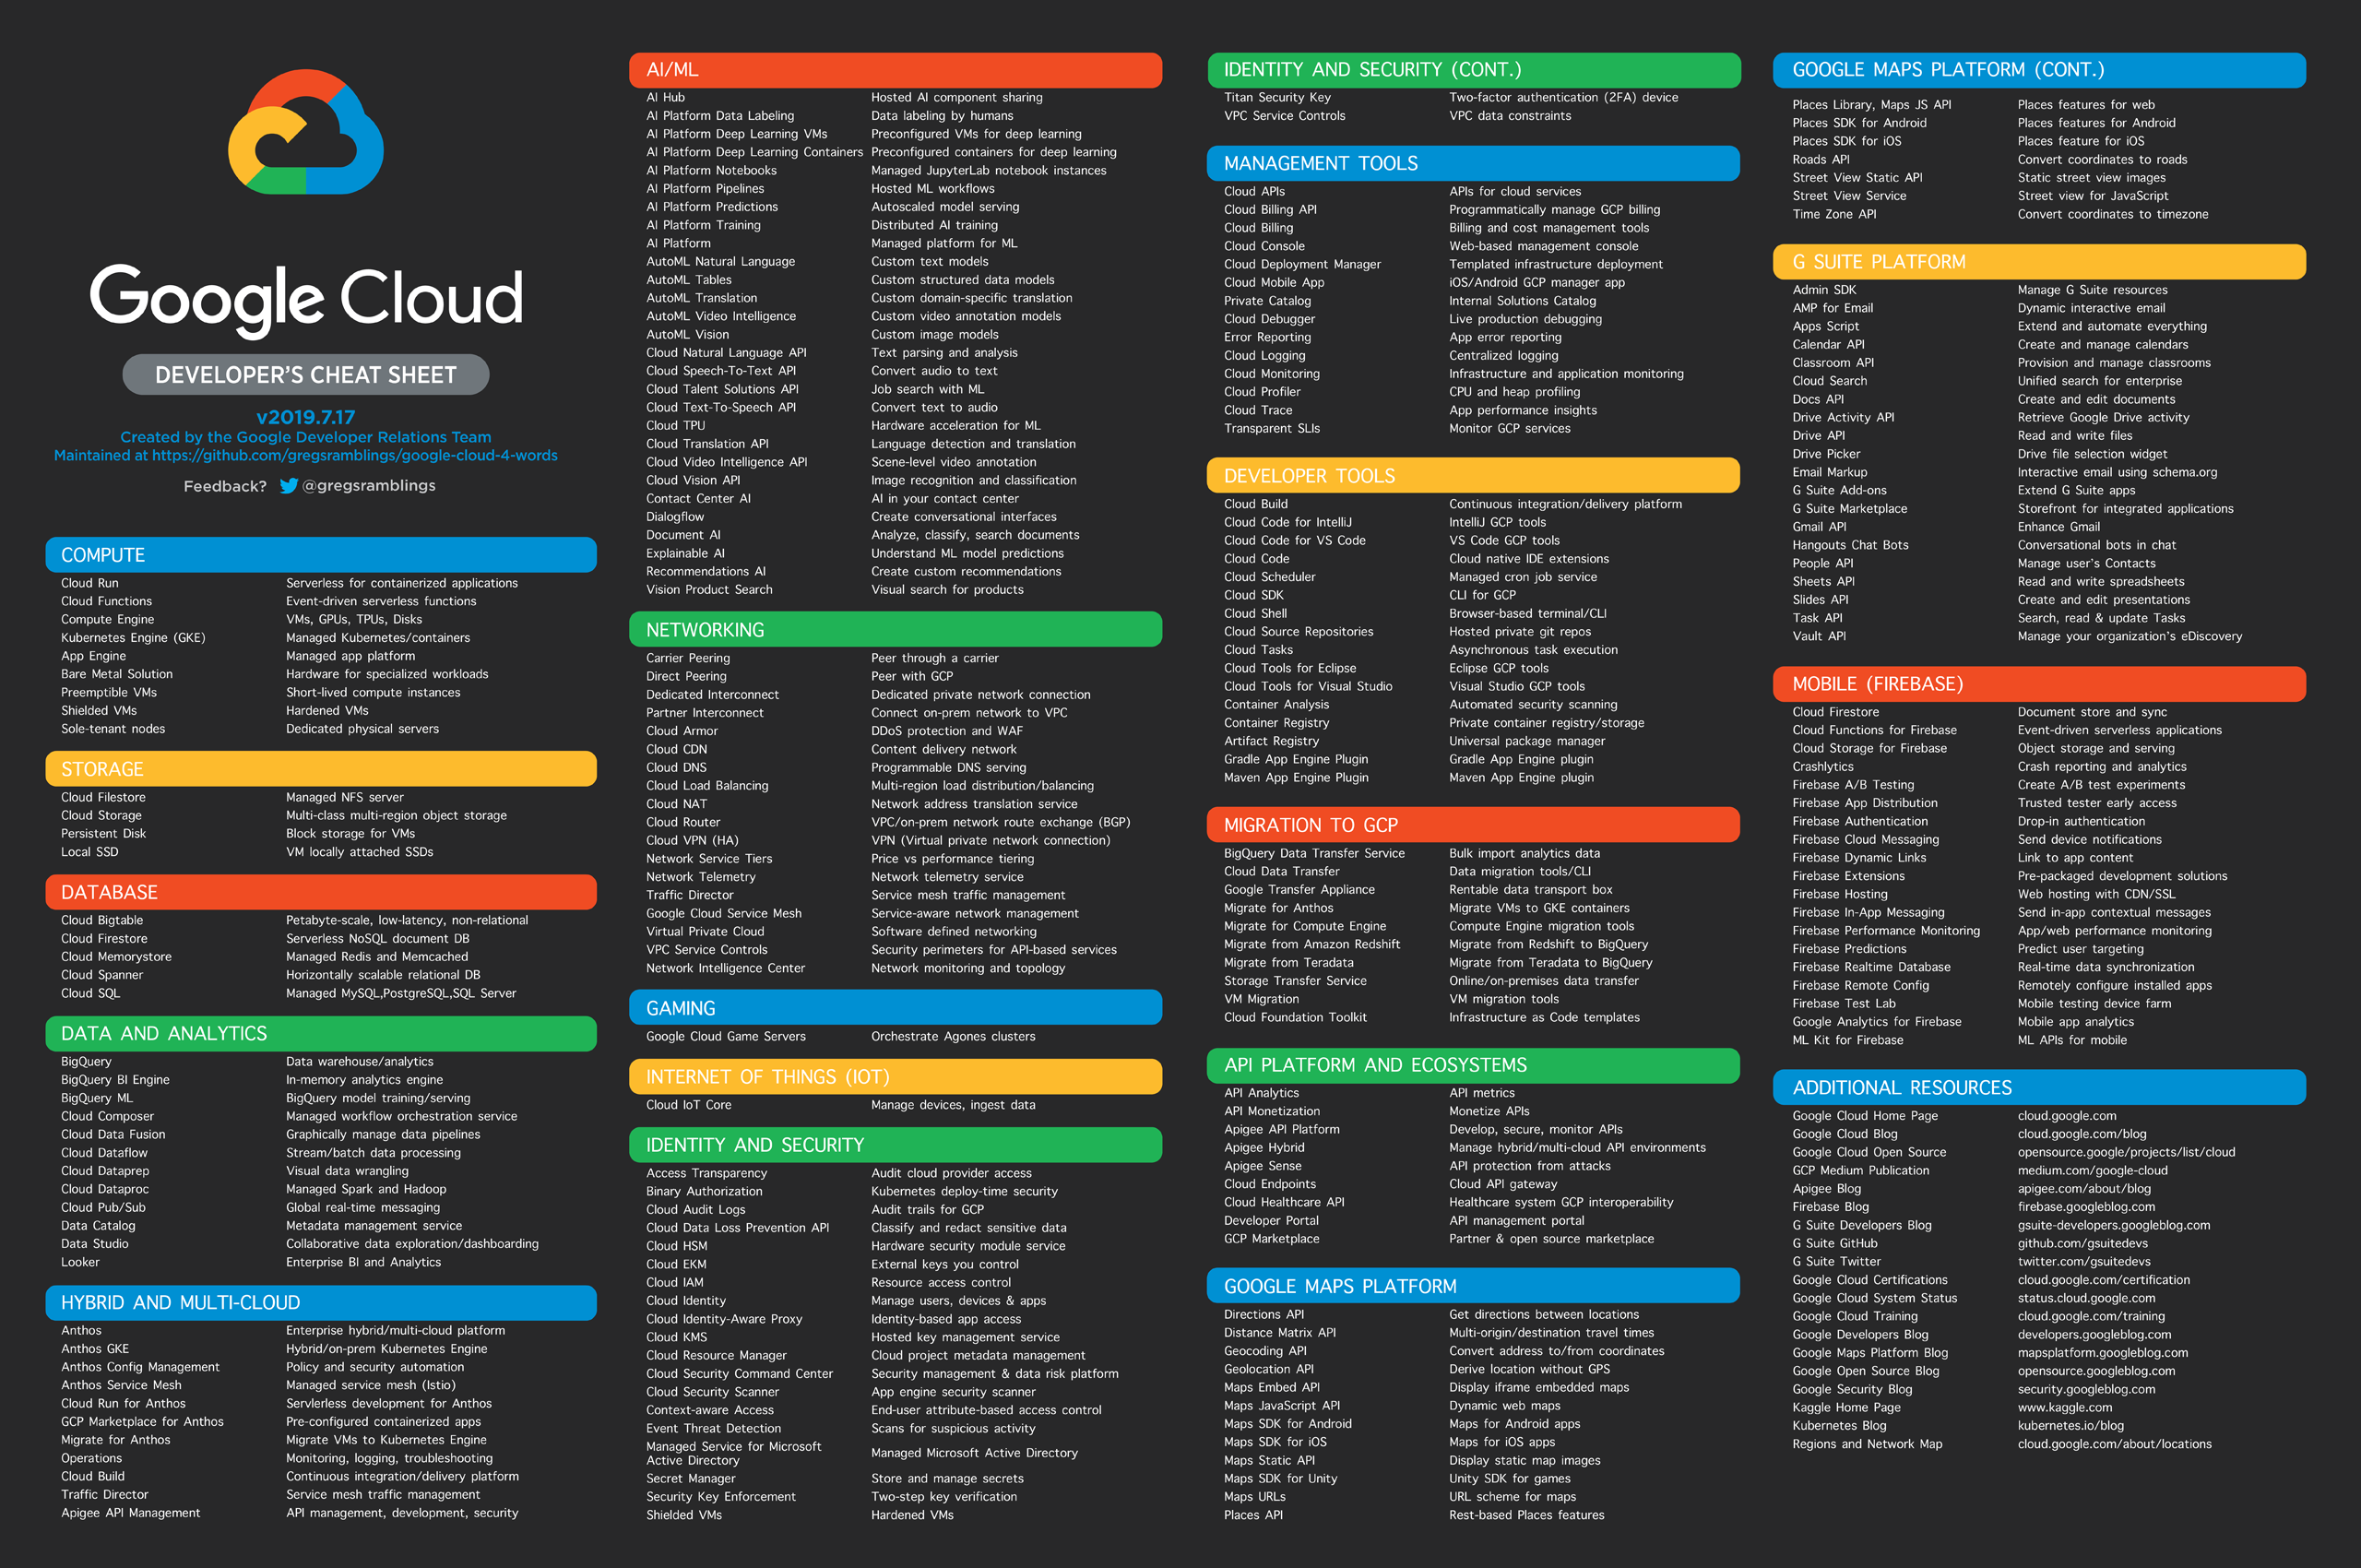 Google Cloud
DEVELOPER'S CHEAT SHEET
v2019.7.17
Created by the Google Developer Relations Team
Maintained at https://github.com/gregsramblings/google-cloud-4-words
Feedback? @gregsramblings
COMPUTE
Cloud Run Serverless for containerized applications
Cloud Functions Event-driven serverless functions
Compute Engine VMs, GPUs, TPUs, Disks
Kubernetes Engine (GKE) Managed Kubernetes/containers
App Engine Managed app platform
Bare Metal Solution Hardware for specialized workloads
Preemptible VMs Short-lived compute instances
Shielded VMs Hardened VMs
Sole-tenant nodes Dedicated physical servers
STORAGE
Cloud Filestore Managed NFS server
Cloud Storage Multi-class multi-region object storage
Persistent Disk Block storage for VMs
Local SSD VM locally attached SSDs
DATABASE
Cloud Bigtable Petabyte-scale, low-latency, non-relational
Cloud Firestore Serverless NoSQL document DB
Cloud Memorystore Managed Redis and Memcached
Cloud Spanner Horizontally scalable relational DB
Cloud SQL Managed MySQL,PostgreSQL,SQL Server
DATA AND ANALYTICS
BigQuery Data warehouse/analytics
BigQuery BI Engine In-memory analytics engine
BigQuery ML BigQuery model training/serving
Cloud Composer Managed workflow orchestration service
Cloud Data Fusion Graphically manage data pipelines
Cloud Dataflow Stream/batch data processing
Cloud Dataprep Visual data wrangling
Cloud Dataproc Managed Spark and Hadoop
Cloud Pub/Sub Global real-time messaging
Data Catalog Metadata management service
Data Studio Collaborative data exploration/dashboarding
Looker Enterprise BI and Analytics
HYBRID AND MULTI-CLOUD
Anthos Enterprise hybrid/multi-cloud platform
Anthos GKE Hybrid/on-prem Kubernetes Engine
Anthos Config Management Policy and security automation
Anthos Service Mesh Managed service mesh (Istio)
Cloud Run for Anthos Servlerless development for Anthos
GCP Marketplace for Anthos Pre-configured containerized apps
Migrate for Anthos Migrate VMs to Kubernetes Engine
Operations Monitoring, logging, troubleshooting
Cloud Build Continuous integration/delivery platform
Traffic Director Service mesh traffic management
Apigee API Management API management, development, security
AI/ML
AI Hub Hosted AI component sharing
AI Platform Data Labeling Data labeling by humans
AI Platform Deep Learning VMs Preconfigured VMs for deep learning
AI Platform Deep Learning Containers Preconfigured containers for deep learning
AI Platform Notebooks Managed JupyterLab notebook instances
AI Platform Pipelines Hosted ML workflows
AI Platform Predictions Autoscaled model serving
AI Platform Training Distributed AI training
AI Platform Managed platform for ML
AutoML Natural Language Custom text models
AutoML Tables Custom structured data models
AutoML Translation Custom domain-specific translation
AutoML Video Intelligence Custom video annotation models
AutoML Vision Custom image models
Cloud Natural Language API Text parsing and analysis
Cloud Speech-To-Text API Convert audio to text
Cloud Talent Solutions API Job search with ML
Cloud Text-To-Speech API Convert text to audio
Cloud TPU Hardware acceleration for ML
Cloud Translation API Language detection and translation
Cloud Video Intelligence API Scene-level video annotation
Cloud Vision API Image recognition and classification
Contact Center AI AI in your contact center
Dialogflow Create conversational interfaces
Document AI Analyze, classify, search documents
Explainable AI Understand ML model predictions
Recommendations AI Create custom recommendations
Vision Product Search Visual search for products
NETWORKING
Carrier Peering Peer through a carrier
Direct Peering Peer with GCP
Dedicated Interconnect Dedicated private network connection
Partner Interconnect Connect on-prem network to VPC
Cloud Armor DDoS protection and WAF
Cloud CDN Content delivery network
Cloud DNS Programmable DNS serving
Cloud Load Balancing Multi-region load distribution/balancing
Cloud NAT Network address translation service
Cloud Router VPC/on-prem network route exchange (BGP)
Cloud VPN (HA) VPN (Virtual private network connection)
Network Service Tiers Price vs performance tiering
Network Telemetry Network telemetry service
Traffic Director Service mesh traffic management
Google Cloud Service Mesh Service-aware network management
Virtual Private Cloud Software defined networking
VPC Service Controls Security perimeters for API-based services
Network Intelligence Center Network monitoring and topology
GAMING
Google Cloud Game Servers Orchestrate Agones clusters
INTERNET OF THINGS (IOT)
Cloud IoT Core Manage devices, ingest data
IDENTITY AND SECURITY
Access Transparency Audit cloud provider access
Binary Authorization Kubernetes deploy-time security
Cloud Audit Logs Audit trails for GCP
Cloud Data Loss Prevention API Classify and redact sensitive data
Cloud HSM Hardware security module service
Cloud EKM External keys you control
Cloud IAM Resource access control
Cloud Identity Manage users, devices & apps
Cloud Identity-Aware Proxy Identity-based app access
Cloud KMS Hosted key management service
Cloud Resource Manager Cloud project metadata management
Cloud Security Command Center Security management & data risk platform
Cloud Security Scanner App engine security scanner
Context-aware Access End-user attribute-based access control
Event Threat Detection Scans for suspicious activity
Managed Service for Microsoft
Active Directory Managed Microsoft Active Directory
Secret Manager Store and manage secrets
Security Key Enforcement Two-step key verification
Shielded VMs Hardened VMs
IDENTITY AND SECURITY (CONT.)
Titan Security Key Two-factor authentication (2FA) device
VPC Service Controls VPC data constraints
MANAGEMENT TOOLS
Cloud APIs APIs for cloud services
Cloud Billing API Programmatically manage GCP billing
Cloud Billing Billing and cost management tools
Cloud Console Web-based management console
Cloud Deployment Manager Templated infrastructure deployment
Cloud Mobile App iOS/Android GCP manager app
Private Catalog Internal Solutions Catalog
Cloud Debugger Live production debugging
Error Reporting App error reporting
Cloud Logging Centralized logging
Cloud Monitoring Infrastructure and application monitoring
Cloud Profiler CPU and heap profiling
Cloud Trace App performance insights
Transparent SLIs Monitor GCP services
DEVELOPER TOOLS
Cloud Build Continuous integration/delivery platform
Cloud Code for IntelliJ IntelliJ GCP tools
Cloud Code for VS Code VS Code GCP tools
Cloud Code Cloud native IDE extensions
Cloud Scheduler Managed cron job service
Cloud SDK CLI for GCP
Cloud Shell Browser-based terminal/CLI
Cloud Source Repositories Hosted private git repos
Cloud Tasks Asynchronous task execution
Cloud Tools for Eclipse Eclipse GCP tools
Cloud Tools for Visual Studio Visual Studio GCP tools
Container Analysis Automated security scanning
Container Registry Private container registry/storage
Artifact Registry Universal package manager
Gradle App Engine Plugin Gradle App Engine plugin
Maven App Engine Plugin Maven App Engine plugin
MIGRATION TO GCP
BigQuery Data Transfer Service Bulk import analytics data
Cloud Data Transfer Data migration tools/CLI
Google Transfer Appliance Rentable data transport box
Migrate for Anthos Migrate VMs to GKE containers
Migrate for Compute Engine Compute Engine migration tools
Migrate from Amazon Redshift Migrate from Redshift to BigQuery
Migrate from Teradata Migrate from Teradata to BigQuery
Storage Transfer Service Online/on-premises data transfer
VM Migration VM migration tools
Cloud Foundation Toolkit Infrastructure as Code templates
API PLATFORM AND ECOSYSTEMS
API Analytics API metrics
API Monetization Monetize APIs
Apigee API Platform Develop, secure, monitor APIs
Apigee Hybrid Manage hybrid/multi-cloud API environments
Apigee Sense API protection from attacks
Cloud Endpoints Cloud API gateway
Cloud Healthcare API Healthcare system GCP interoperability
Developer Portal API management portal
GCP Marketplace Partner & open source marketplace
GOOGLE MAPS PLATFORM
Directions API Get directions between locations
Distance Matrix API Multi-origin/destination travel times
Geocoding API Convert address to/from coordinates
Geolocation API Derive location without GPS
Maps Embed API Display iframe embedded maps
Maps JavaScript API Dynamic web maps
Maps SDK for Android Maps for Android apps
Maps SDK for iOS Maps for iOS apps
Maps Static API Display static map images
Maps SDK for Unity Unity SDK for games
Maps URLs URL scheme for maps
Places API Rest-based Places features
GOOGLE MAPS PLATFORM (CONT.)
Places Library, Maps JS API Places features for web
Places SDK for Android Places features for Android
Places SDK for iOS Places feature for iOS
Roads API Convert coordinates to roads
Street View Static API Static street view images
Street View Service Street view for JavaScript
Time Zone API Convert coordinates to timezone
G SUITE PLATFORM
Admin SDK Manage G Suite resources
AMP for Email Dynamic interactive email
Apps Script Extend and automate everything
Calendar API Create and manage calendars
Classroom API Provision and manage classrooms
Cloud Search Unified search for enterprise
Docs API Create and edit documents
Drive Activity API Retrieve Google Drive activity
Drive API Read and write files
Drive Picker Drive file selection widget
Email Markup Interactive email using schema.org
G Suite Add-ons Extend G Suite apps
G Suite Marketplace Storefront for integrated applications
Gmail API Enhance Gmail
Hangouts Chat Bots Conversational bots in chat
People API Manage user's Contacts
Sheets API Read and write spreadsheets
Slides API Create and edit presentations
Task API Search, read & update Tasks
Vault API Manage your organization's eDiscovery
MOBILE (FIREBASE)
Cloud Firestore Document store and sync
Cloud Functions for Firebase Event-driven serverless applications
Cloud Storage for Firebase Object storage and serving
Crashlytics Crash reporting and analytics
Firebase A/B Testing Create A/B test experiments
Firebase App Distribution Trusted tester early access
Firebase Authentication Drop-in authentication
Firebase Cloud Messaging Send device notifications
Firebase Dynamic Links Link to app content
Firebase Extensions Pre-packaged development solutions
Firebase Hosting Web hosting with CDN/SSL
Firebase In-App Messaging Send in-app contextual messages
Firebase Performance Monitoring App/web performance monitoring
Firebase Predictions Predict user targeting
Firebase Realtime Database Real-time data synchronization
Firebase Remote Config Remotely configure installed apps
Firebase Test Lab Mobile testing device farm
Google Analytics for Firebase Mobile app analytics
ML Kit for Firebase ML APIs for mobile
ADDITIONAL RESOURCES
Google Cloud Home Page cloud.google.com
Google Cloud Blog cloud.google.com/blog
Google Cloud Open Source opensource.google/projects/list/cloud
GCP Medium Publication medium.com/google-cloud
Apigee Blog apigee.com/about/blog
Firebase Blog firebase.googleblog.com
G Suite Developers Blog gsuite-developers.googleblog.com
G Suite GitHub github.com/gsuitedevs
G Suite Twitter twitter.com/gsuitedevs
Google Cloud Certifications cloud.google.com/certification
Google Cloud System Status status.cloud.google.com
Google Cloud Training cloud.google.com/training
Google Developers Blog developers.googleblog.com
Google Maps Platform Blog mapsplatform.googleblog.com
Google Open Source Blog opensource.googleblog.com
Google Security Blog security.googleblog.com
Kaggle Home Page www.kaggle.com
Kubernetes Blog kubernetes.io/blog
Regions and Network Map cloud.google.com/about/locations